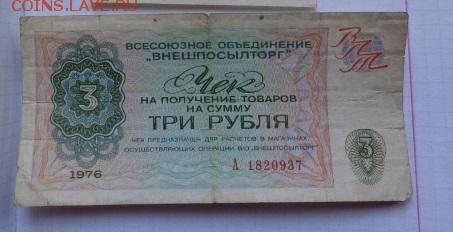 COINS.LAVE.RU
ВСЕСОЮЗНОЕ ОБЪЕДИНЕНИЕ
„ВНЕШПОСЫЛТОРГ"
ВПТ
Чек
3
НА ПОЛУЧЕНИЕ ТОВАРОВ
НА СУММУ
ТРИ РУБЛЯ
ЧЕК ПРЕДНАЗНАЧЕН ДЛЯ РАСЧЕТОВ В МАГАЗИНАХ
ОСУЩЕСТВЛЯЮЩИХ ОПЕРАЦИИ В/О „ВНЕШПОСЫЛТОРГ"
3
1976
А 1820937